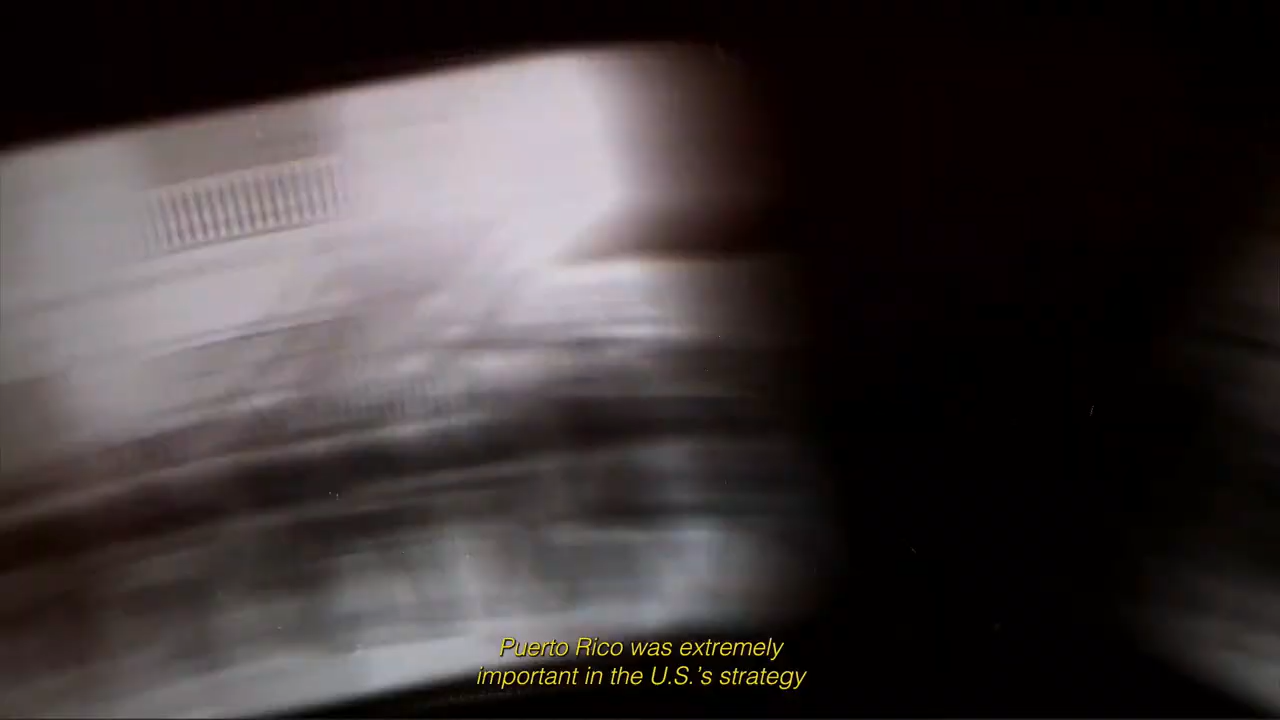 Puerto Rico was extremely
important in the U.S.'s strategy